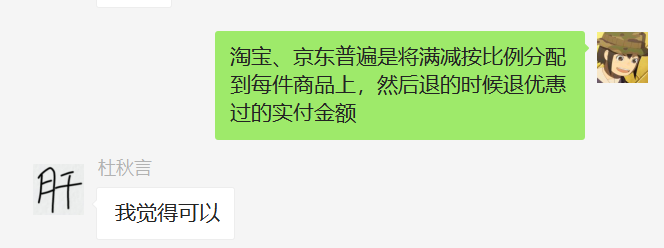 淘宝、京东普遍是将满减按比例分配
到每件商品上，然后退的时候退优惠
过的实付金额
杜秋言
肝
我觉得可以